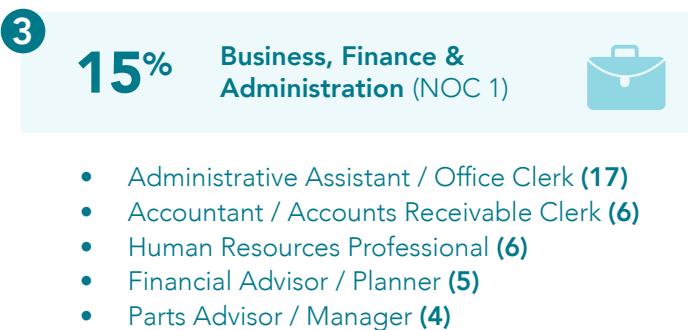 3
15%
Business, Finance &
Administration (NOC 1)
• Administrative Assistant / Office Clerk (17)
• Accountant / Accounts Receivable Clerk (6)
• Human Resources Professional (6)
• Financial Advisor / Planner (5)
• Parts Advisor / Manager (4)